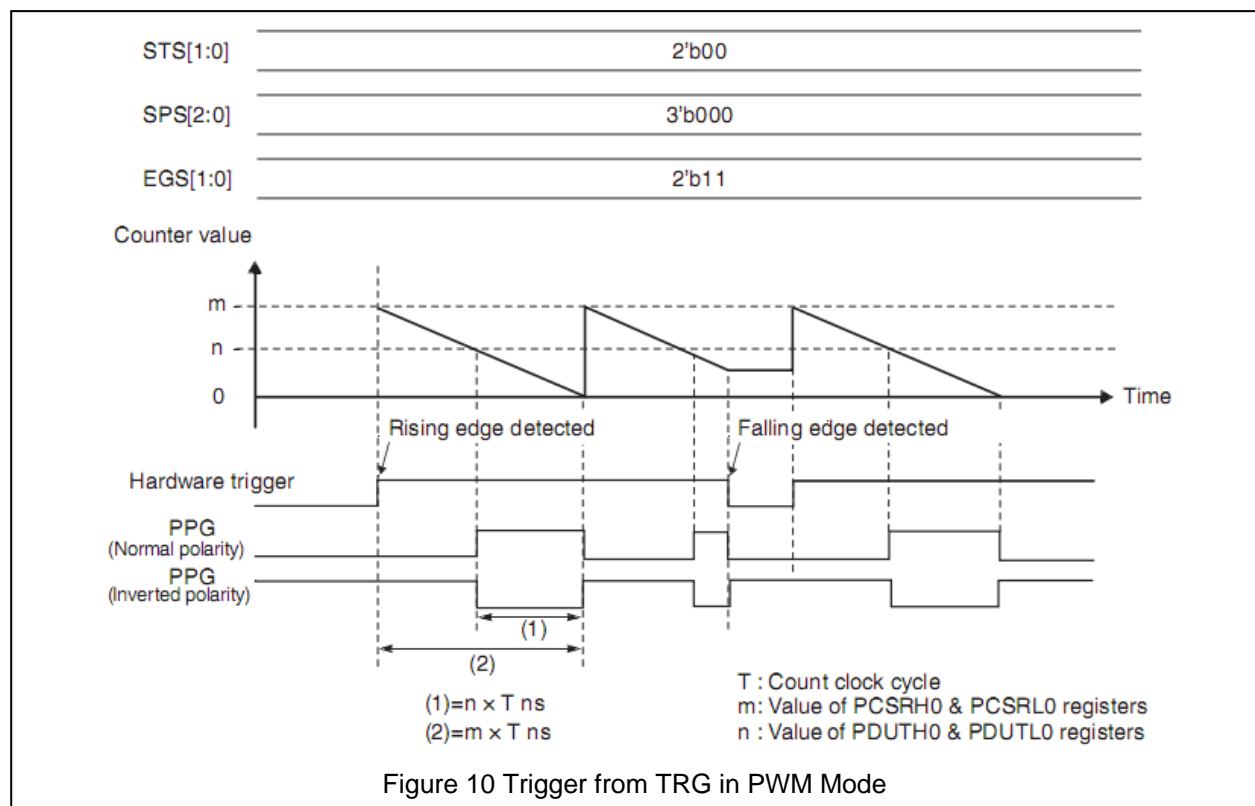 STS[1:0]
2'b00
SPS[2:0]
3'b000
EGS[1:0]
2'b11
Counter value
m
n
0
Time
Rising edge detected
Falling edge detected
Hardware trigger
PPG
(Normal polarity)
PPG
(Inverted polarity)
(1)
(2)
(1)=n × T ns
(2)=m × T ns
T : Count clock cycle
m: Value of PCSRH0 & PCSRL0 registers
n : Value of PDUTH0 & PDUTL0 registers
Figure 10 Trigger from TRG in PWM Mode